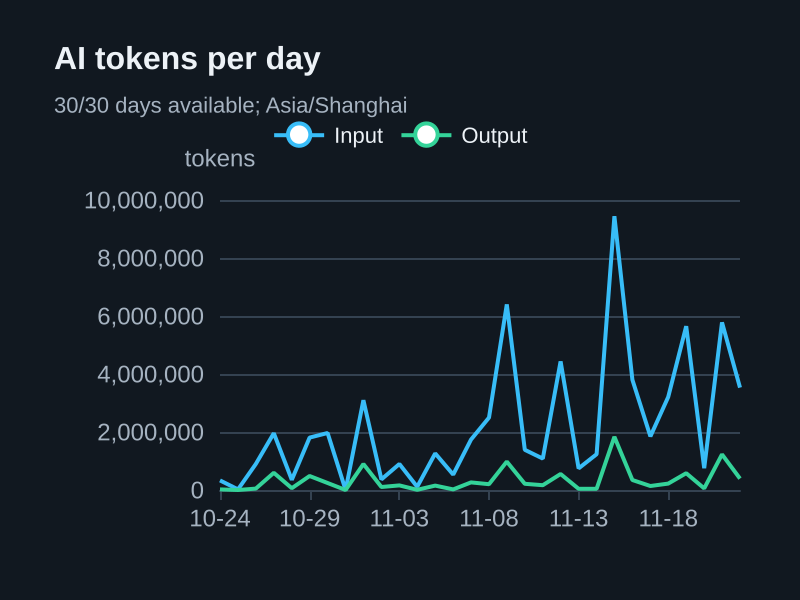 AI tokens per day
30/30 days available; Asia/Shanghai
Input Output
tokens
10,000,000
8,000,000
6,000,000
4,000,000
2,000,000
0
10-24 10-29 11-03 11-08 11-13 11-18